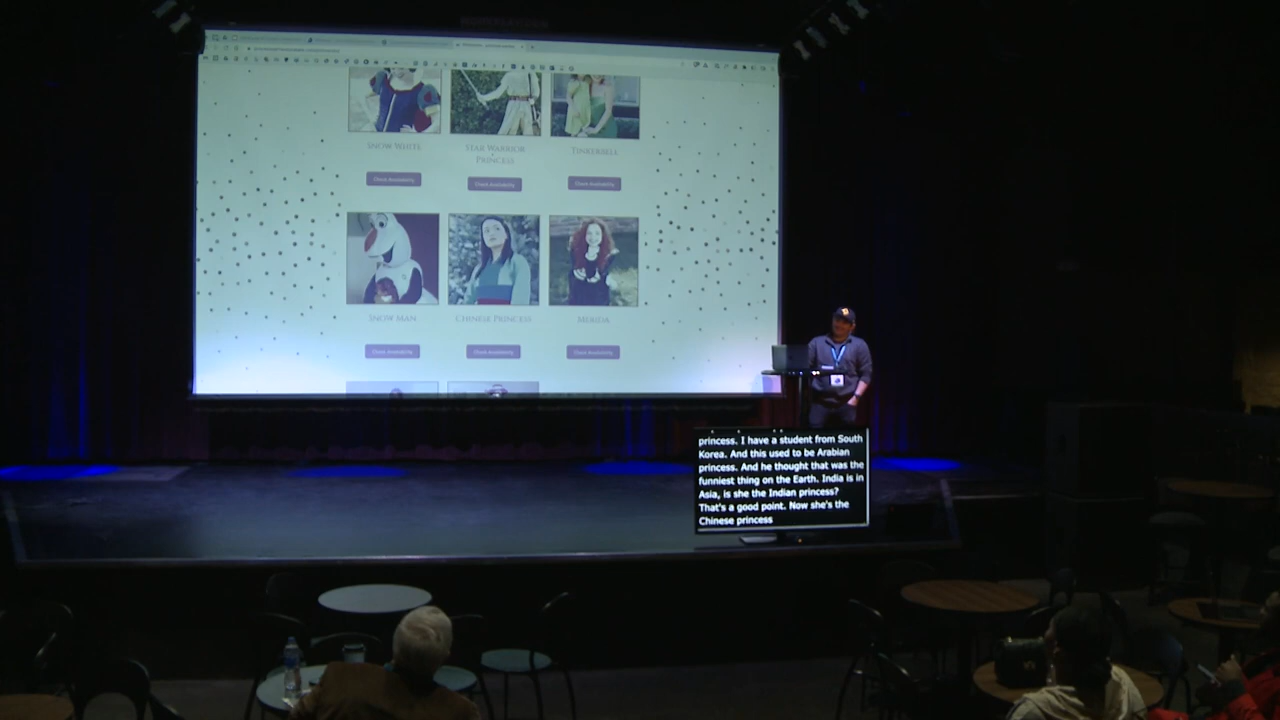 SNOW WHITE
STAR WARRIOR
PRINCESS
TINKERBELL
Check Availability
Check Availability
Check Availability
SNOW MAN
CHINESE PRINCESS
MERIDA
Check Availability
Check Availability
Check Availability
princess. I have a student from South
Korea. And this used to be Arabian
princess. And he thought that was the
funniest thing on the Earth. India is in
Asia, is she the Indian princess?
That's a good point. Now she's the
Chinese princess